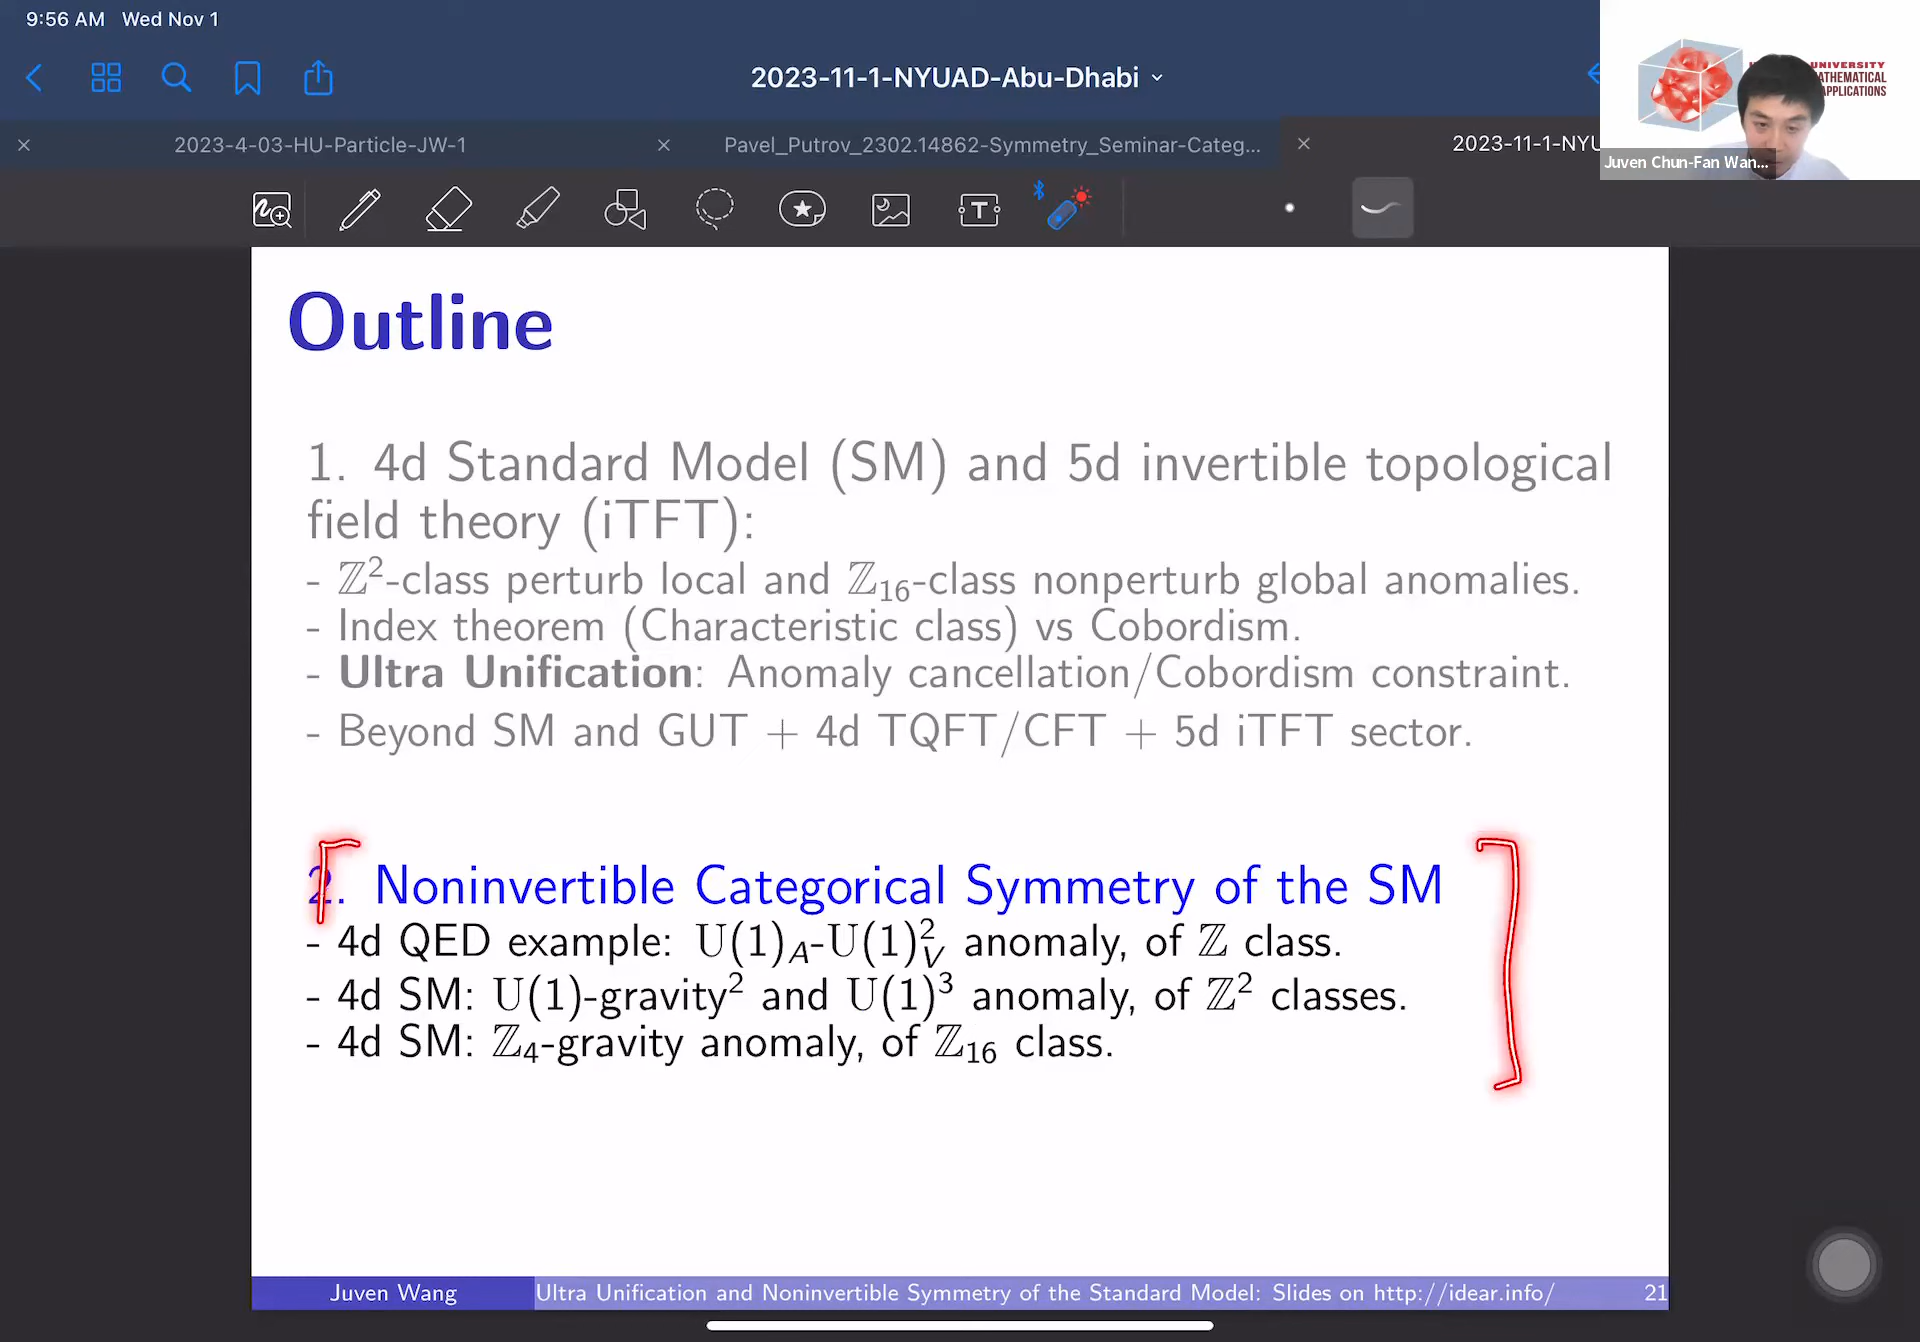 9:56 AM Wed Nov 1
2023-11-1-NYUAD-Abu-Dhabi
UNIVERSITY
MATHEMATICAL
APPLICATIONS
Juven Chun-Fan Wan...
2023-4-03-HU-Particle-JW-1
Pavel_Putrov_2302.14862-Symmetry_Seminar-Categ...
2023-11-1-NYU
T
Outline
1. 4d Standard Model (SM) and 5d invertible topological
field theory (iTFT):
- ℤ²-class perturb local and ℤ₁₆-class nonperturb global anomalies.
- Index theorem (Characteristic class) vs Cobordism.
- Ultra Unification: Anomaly cancellation/Cobordism constraint.
- Beyond SM and GUT + 4d TQFT/CFT + 5d iTFT sector.
2. Noninvertible Categorical Symmetry of the SM
- 4d QED example: U(1)_A-U(1)²_V anomaly, of ℤ class.
- 4d SM: U(1)-gravity² and U(1)³ anomaly, of ℤ² classes.
- 4d SM: ℤ₄-gravity anomaly, of ℤ₁₆ class.
Juven Wang Ultra Unification and Noninvertible Symmetry of the Standard Model: Slides on http://idear.info/ 21